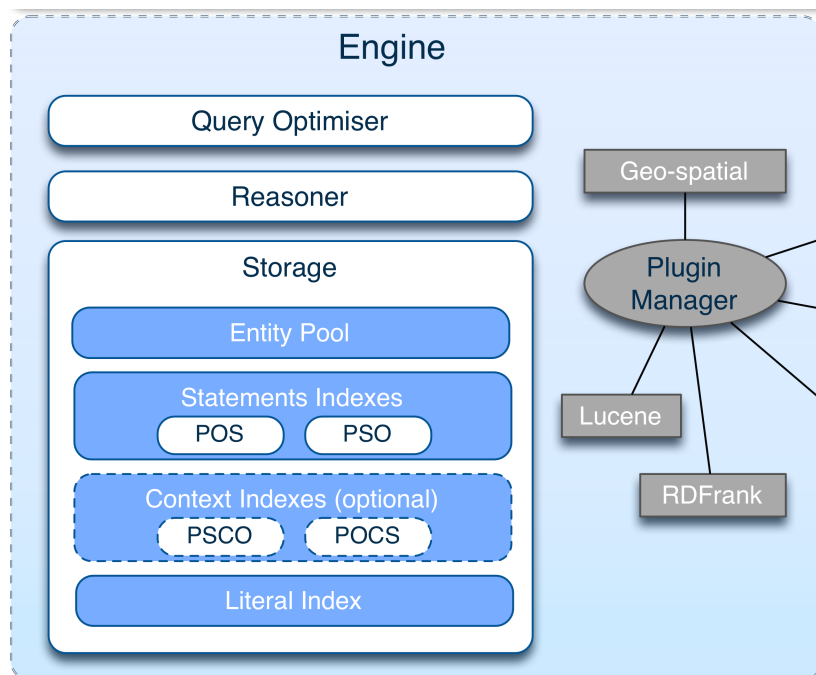 Engine
Query Optimiser
Reasoner
Storage
Entity Pool
Statements Indexes
POS
PSO
Context Indexes (optional)
PSCO
POCS
Literal Index
Geo-spatial
Plugin
Manager
Lucene
RDFrank